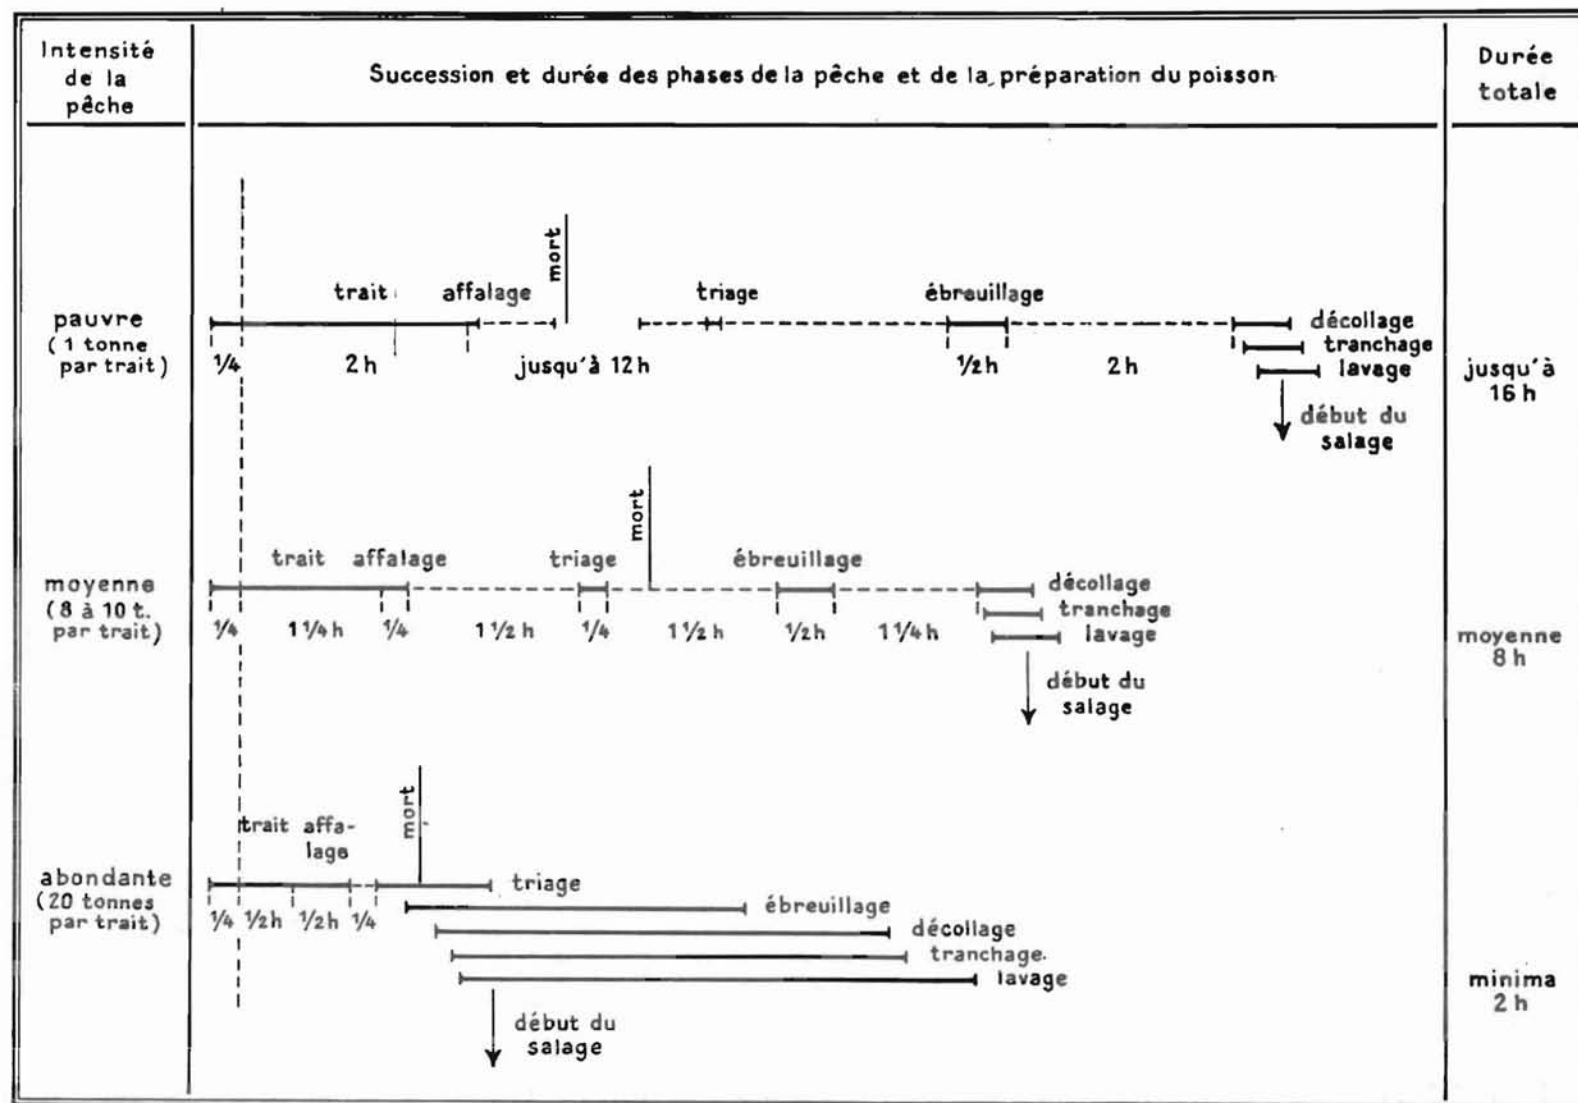 Intensité
de la
pêche
Succession et durée des phases de la pêche et de la préparation du poisson
Durée
totale
pauvre
(1 tonne
par trait)
trait
affalage
mort
triage
ébreuillage
décollage
tranchage
lavage
1/4
2 h
jusqu'à 12 h
1/2 h
2 h
début du
salage
jusqu'à
16 h
moyenne
(8 à 10 t.
par trait)
trait
affalage
triage
mort
ébreuillage
décollage
tranchage
lavage
1/4
1 1/4 h
1/4
1 1/2 h
1/4
1 1/2 h
1/2 h
1 1/4 h
début du
salage
moyenne
8 h
abondante
(20 tonnes
par trait)
trait
affa-
lage
mort
triage
ébreuillage
décollage
tranchage.
lavage
1/4
1/2 h
1/2 h
1/4
début du
salage
minima
2 h